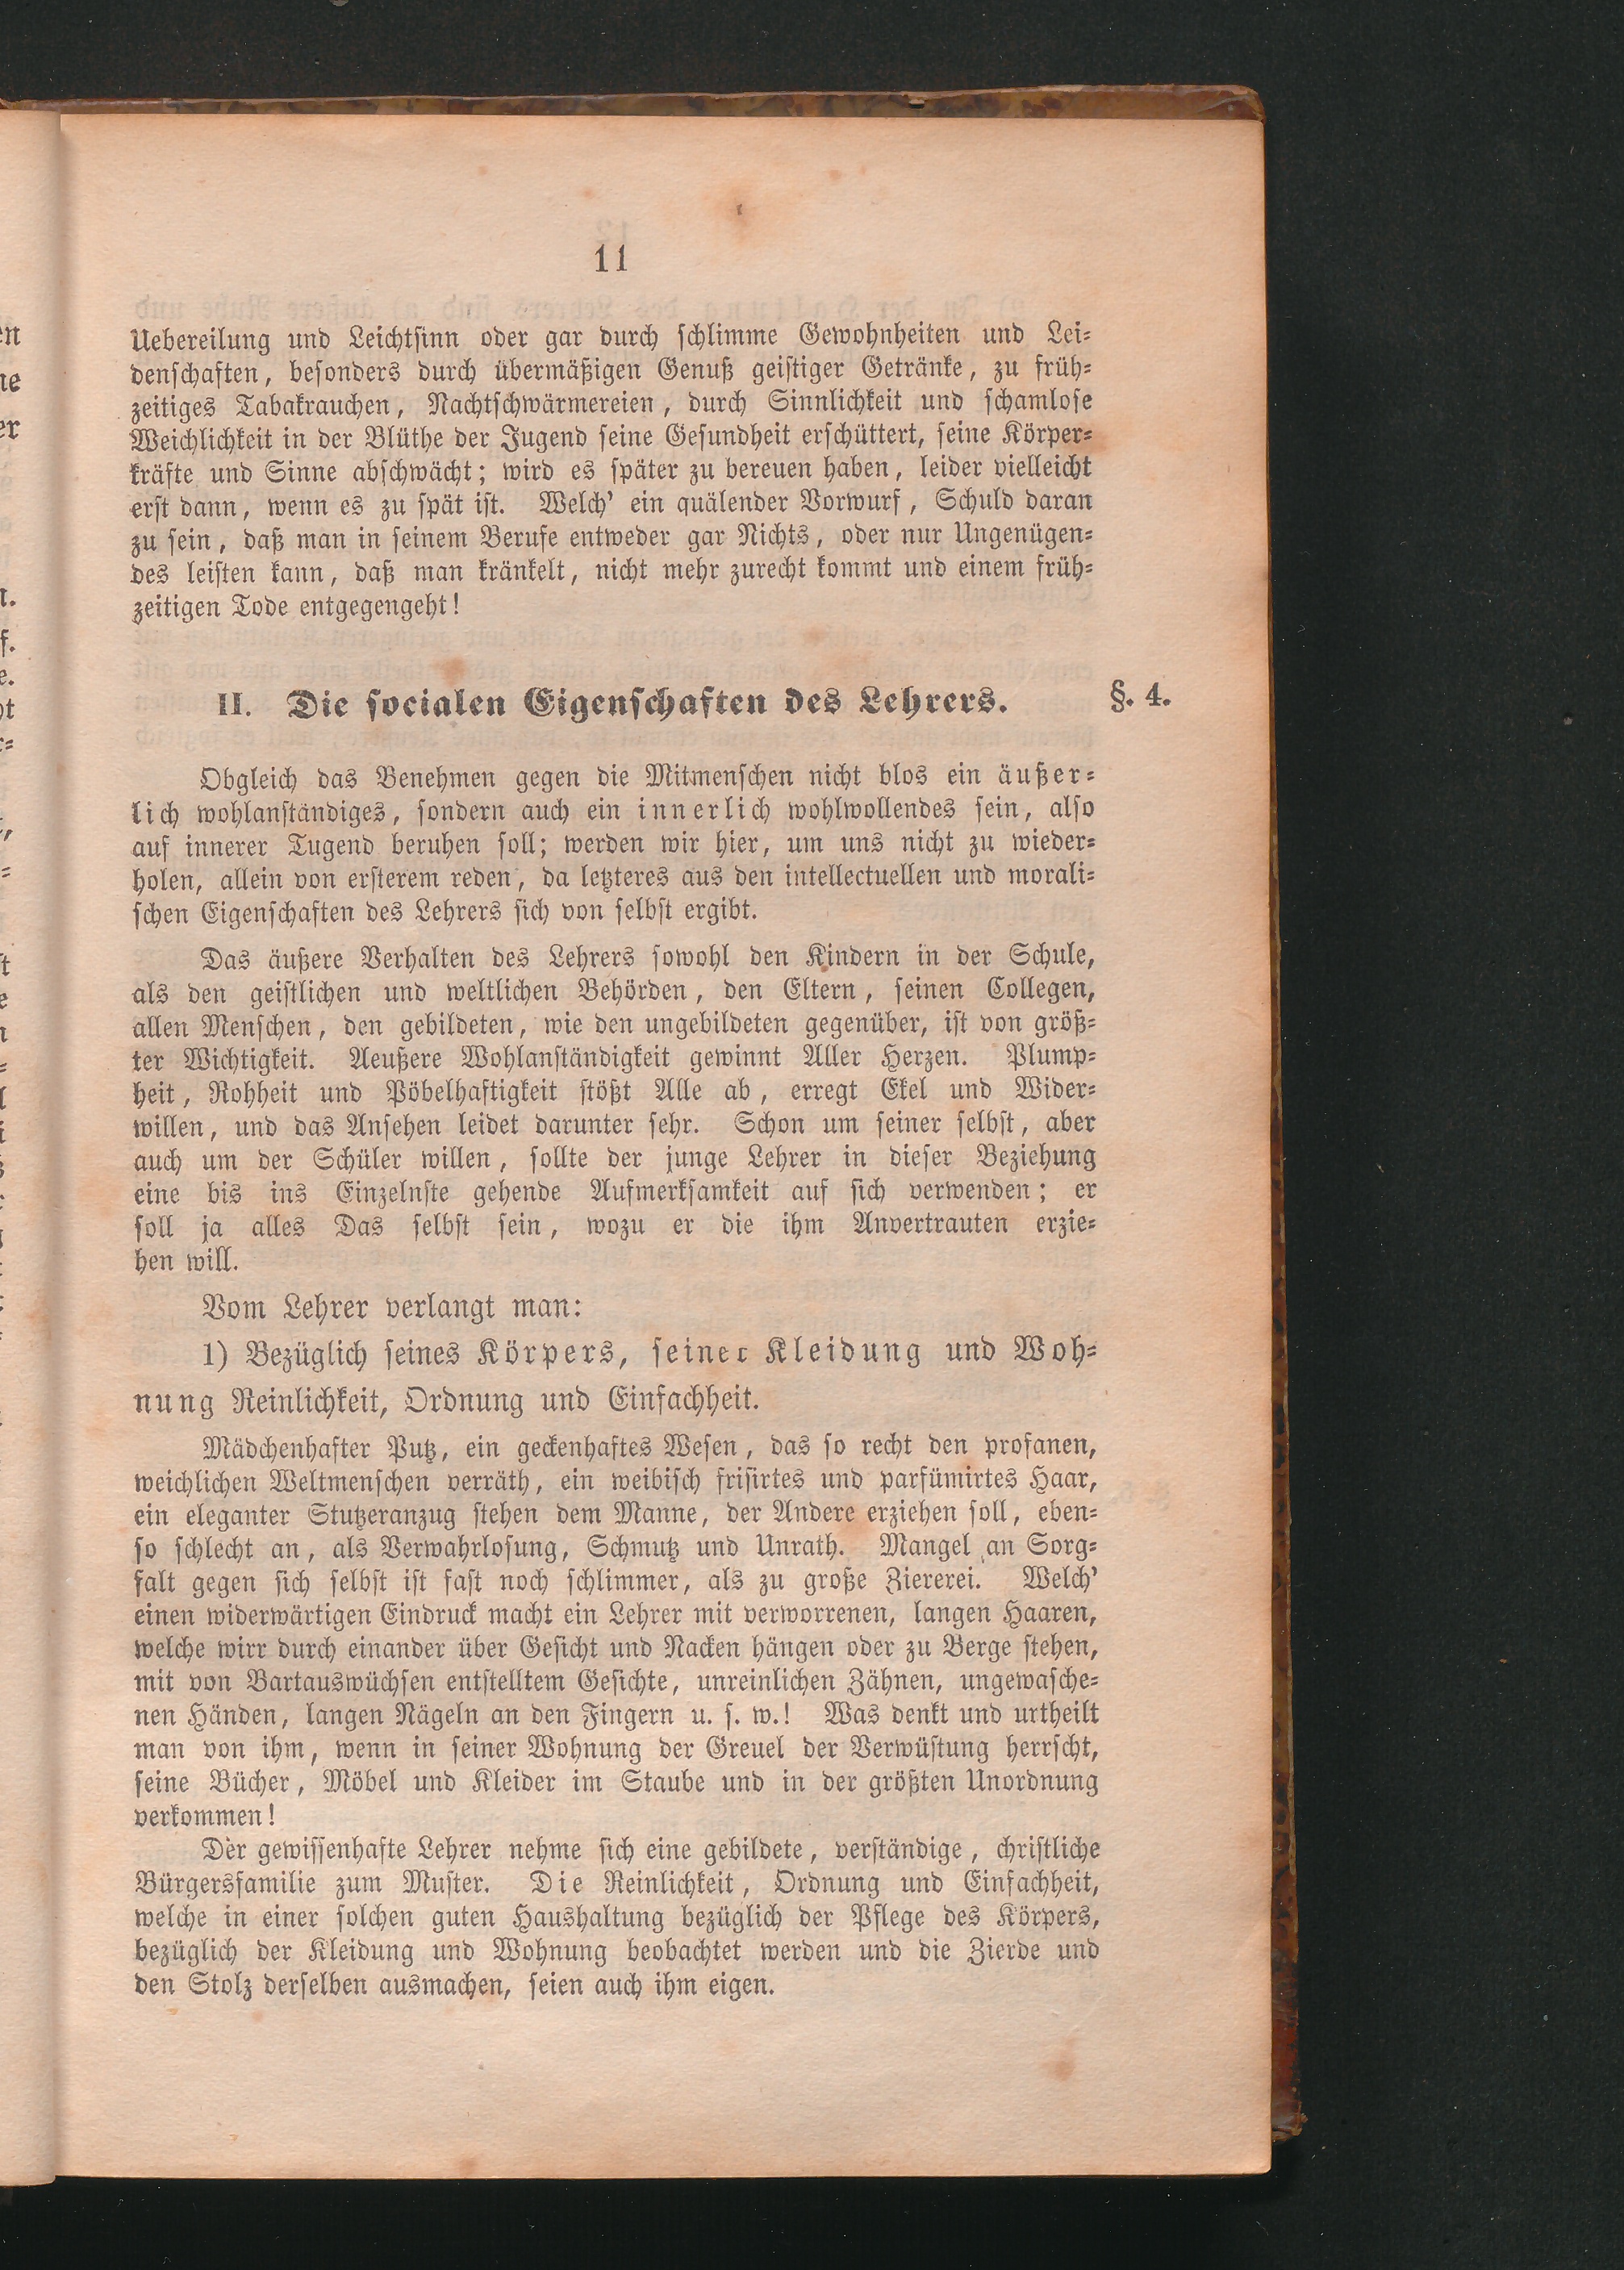 11
Uebereilung und Leichtsinn oder gar durch schlimme Gewohnheiten und Lei-
denschaften, besonders durch übermäßigen Genuß geistiger Getränke, zu früh-
zeitiges Tabakrauchen, Nachtschwärmereien, durch Sinnlichkeit und schamlose
Weichlichkeit in der Blüthe der Jugend seine Gesundheit erschüttert, seine Körper-
kräfte und Sinne abschwächt; wird es später zu bereuen haben, leider vielleicht
erst dann, wenn es zu spät ist. Welch' ein quälender Vorwurf, Schuld daran
zu sein, daß man in seinem Berufe entweder gar Nichts, oder nur Ungenügen-
des leisten kann, daß man kränkelt, nicht mehr zurecht kommt und einem früh-
zeitigen Tode entgegengeht!
II. Die socialen Eigenschaften des Lehrers. §. 4.
Obgleich das Benehmen gegen die Mitmenschen nicht blos ein äußer-
lich wohlanständiges, sondern auch ein innerlich wohlwollendes sein, also
auf innerer Tugend beruhen soll; werden wir hier, um uns nicht zu wieder-
holen, allein von ersterem reden, da letzteres aus den intellectuellen und morali-
schen Eigenschaften des Lehrers sich von selbst ergibt.
Das äußere Verhalten des Lehrers sowohl den Kindern in der Schule,
als den geistlichen und weltlichen Behörden, den Eltern, seinen Collegen,
allen Menschen, den gebildeten, wie den ungebildeten gegenüber, ist von größ-
ter Wichtigkeit. Aeußere Wohlanständigkeit gewinnt Aller Herzen. Plump-
heit, Rohheit und Pöbelhaftigkeit stößt Alle ab, erregt Ekel und Wider-
willen, und das Ansehen leidet darunter sehr. Schon um seiner selbst, aber
auch um der Schüler willen, sollte der junge Lehrer in dieser Beziehung
eine bis ins Einzelnste gehende Aufmerksamkeit auf sich verwenden; er
soll ja alles Das selbst sein, wozu er die ihm Anvertrauten erzie-
hen will.
Vom Lehrer verlangt man:
1) Bezüglich seines Körpers, seiner Kleidung und Woh-
nung Reinlichkeit, Ordnung und Einfachheit.
Mädchenhafter Putz, ein geckenhaftes Wesen, das so recht den profanen,
weichlichen Weltmenschen verräth, ein weibisch frisirtes und parfümirtes Haar,
ein eleganter Stutzeranzug stehen dem Manne, der Andere erziehen soll, eben-
so schlecht an, als Verwahrlosung, Schmutz und Unrath. Mangel an Sorg-
falt gegen sich selbst ist fast noch schlimmer, als zu große Ziererei. Welch'
einen widerwärtigen Eindruck macht ein Lehrer mit verworrenen, langen Haaren,
welche wirr durch einander über Gesicht und Nacken hängen oder zu Berge stehen,
mit von Bartauswüchsen entstelltem Gesichte, unreinlichen Zähnen, ungewasche-
nen Händen, langen Nägeln an den Fingern u. s. w.! Was denkt und urtheilt
man von ihm, wenn in seiner Wohnung der Greuel der Verwüstung herrscht,
seine Bücher, Möbel und Kleider im Staube und in der größten Unordnung
verkommen!
Der gewissenhafte Lehrer nehme sich eine gebildete, verständige, christliche
Bürgersfamilie zum Muster. Die Reinlichkeit, Ordnung und Einfachheit,
welche in einer solchen guten Haushaltung bezüglich der Pflege des Körpers,
bezüglich der Kleidung und Wohnung beobachtet werden und die Zierde und
den Stolz derselben ausmachen, seien auch ihm eigen.